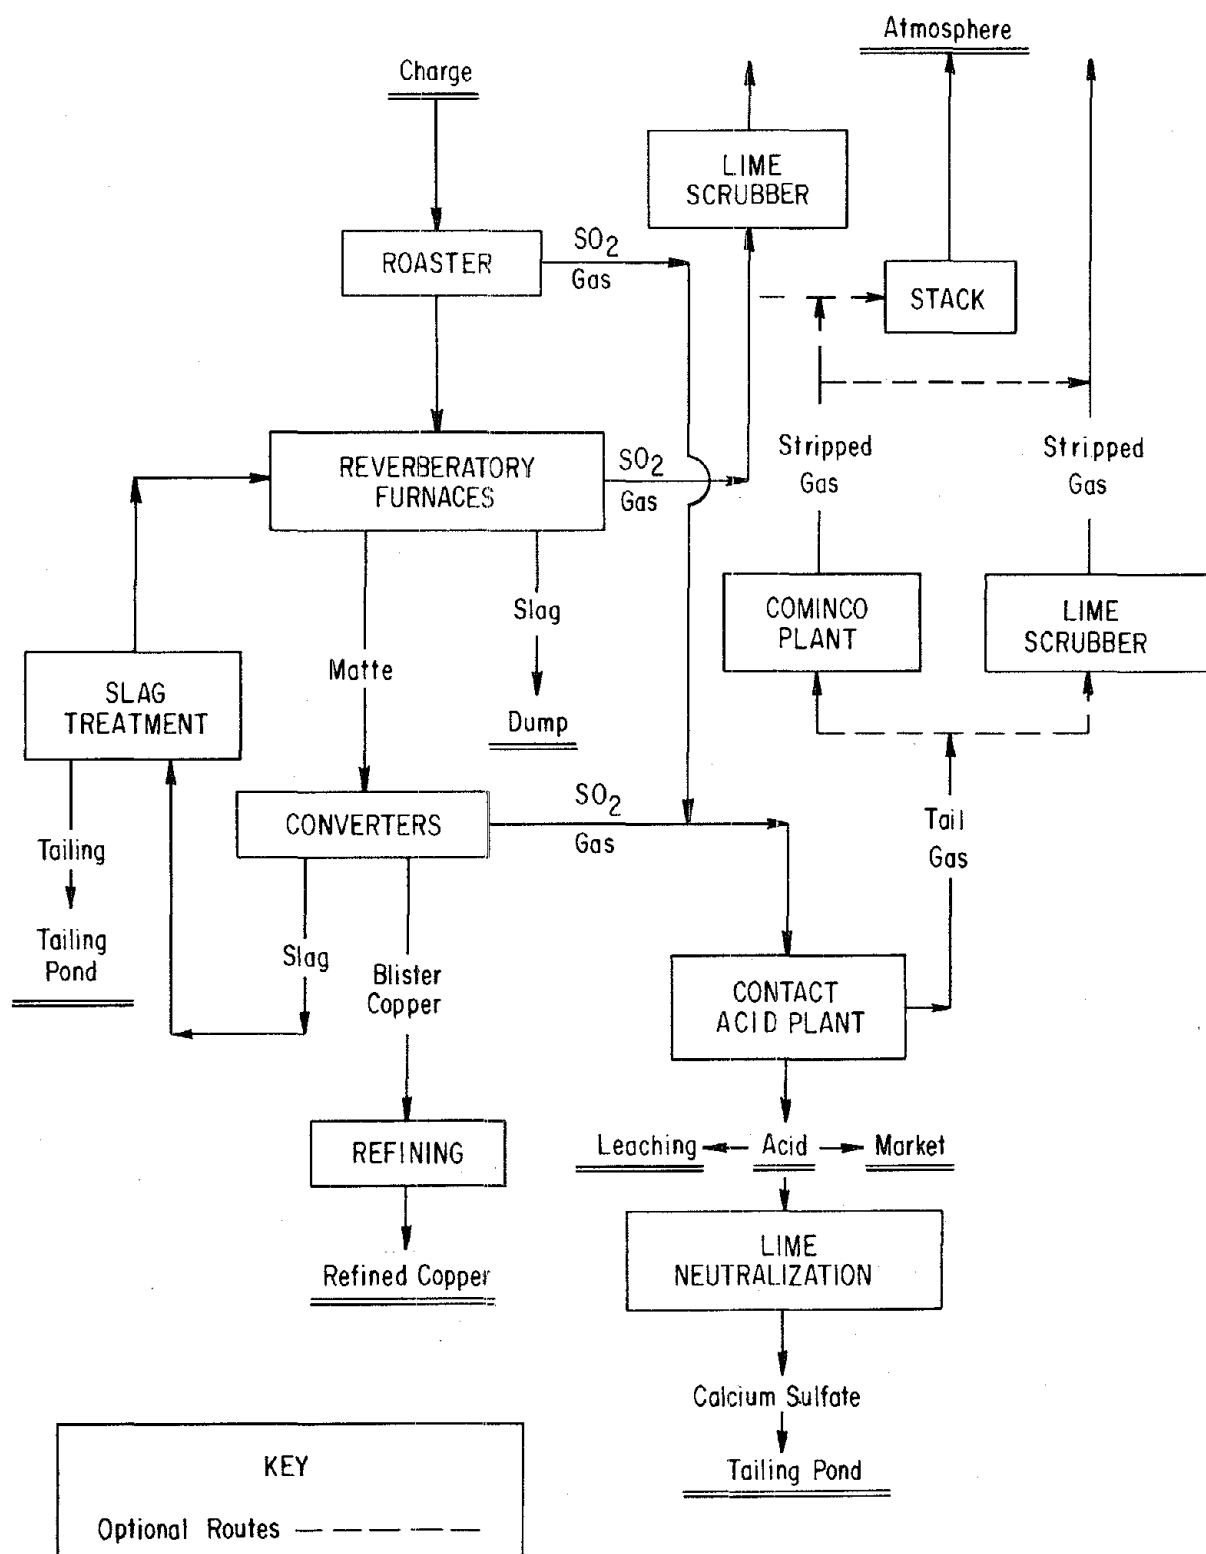 Atmosphere
Charge
LIME
SCRUBBER
SO2
Gas
ROASTER
STACK
REVERBERATORY
FURNACES
SO2
Gas
Stripped
Gas
Stripped
Gas
COMINCO
PLANT
LIME
SCRUBBER
Slag
Matte
Dump
SLAG
TREATMENT
SO2
Gas
CONVERTERS
Tail
Gas
Tailing
Tailing
Pond
Slag
Blister
Copper
CONTACT
ACID PLANT
REFINING
Leaching
Acid
Market
LIME
NEUTRALIZATION
Refined Copper
Calcium Sulfate
Tailing Pond
KEY
Optional Routes